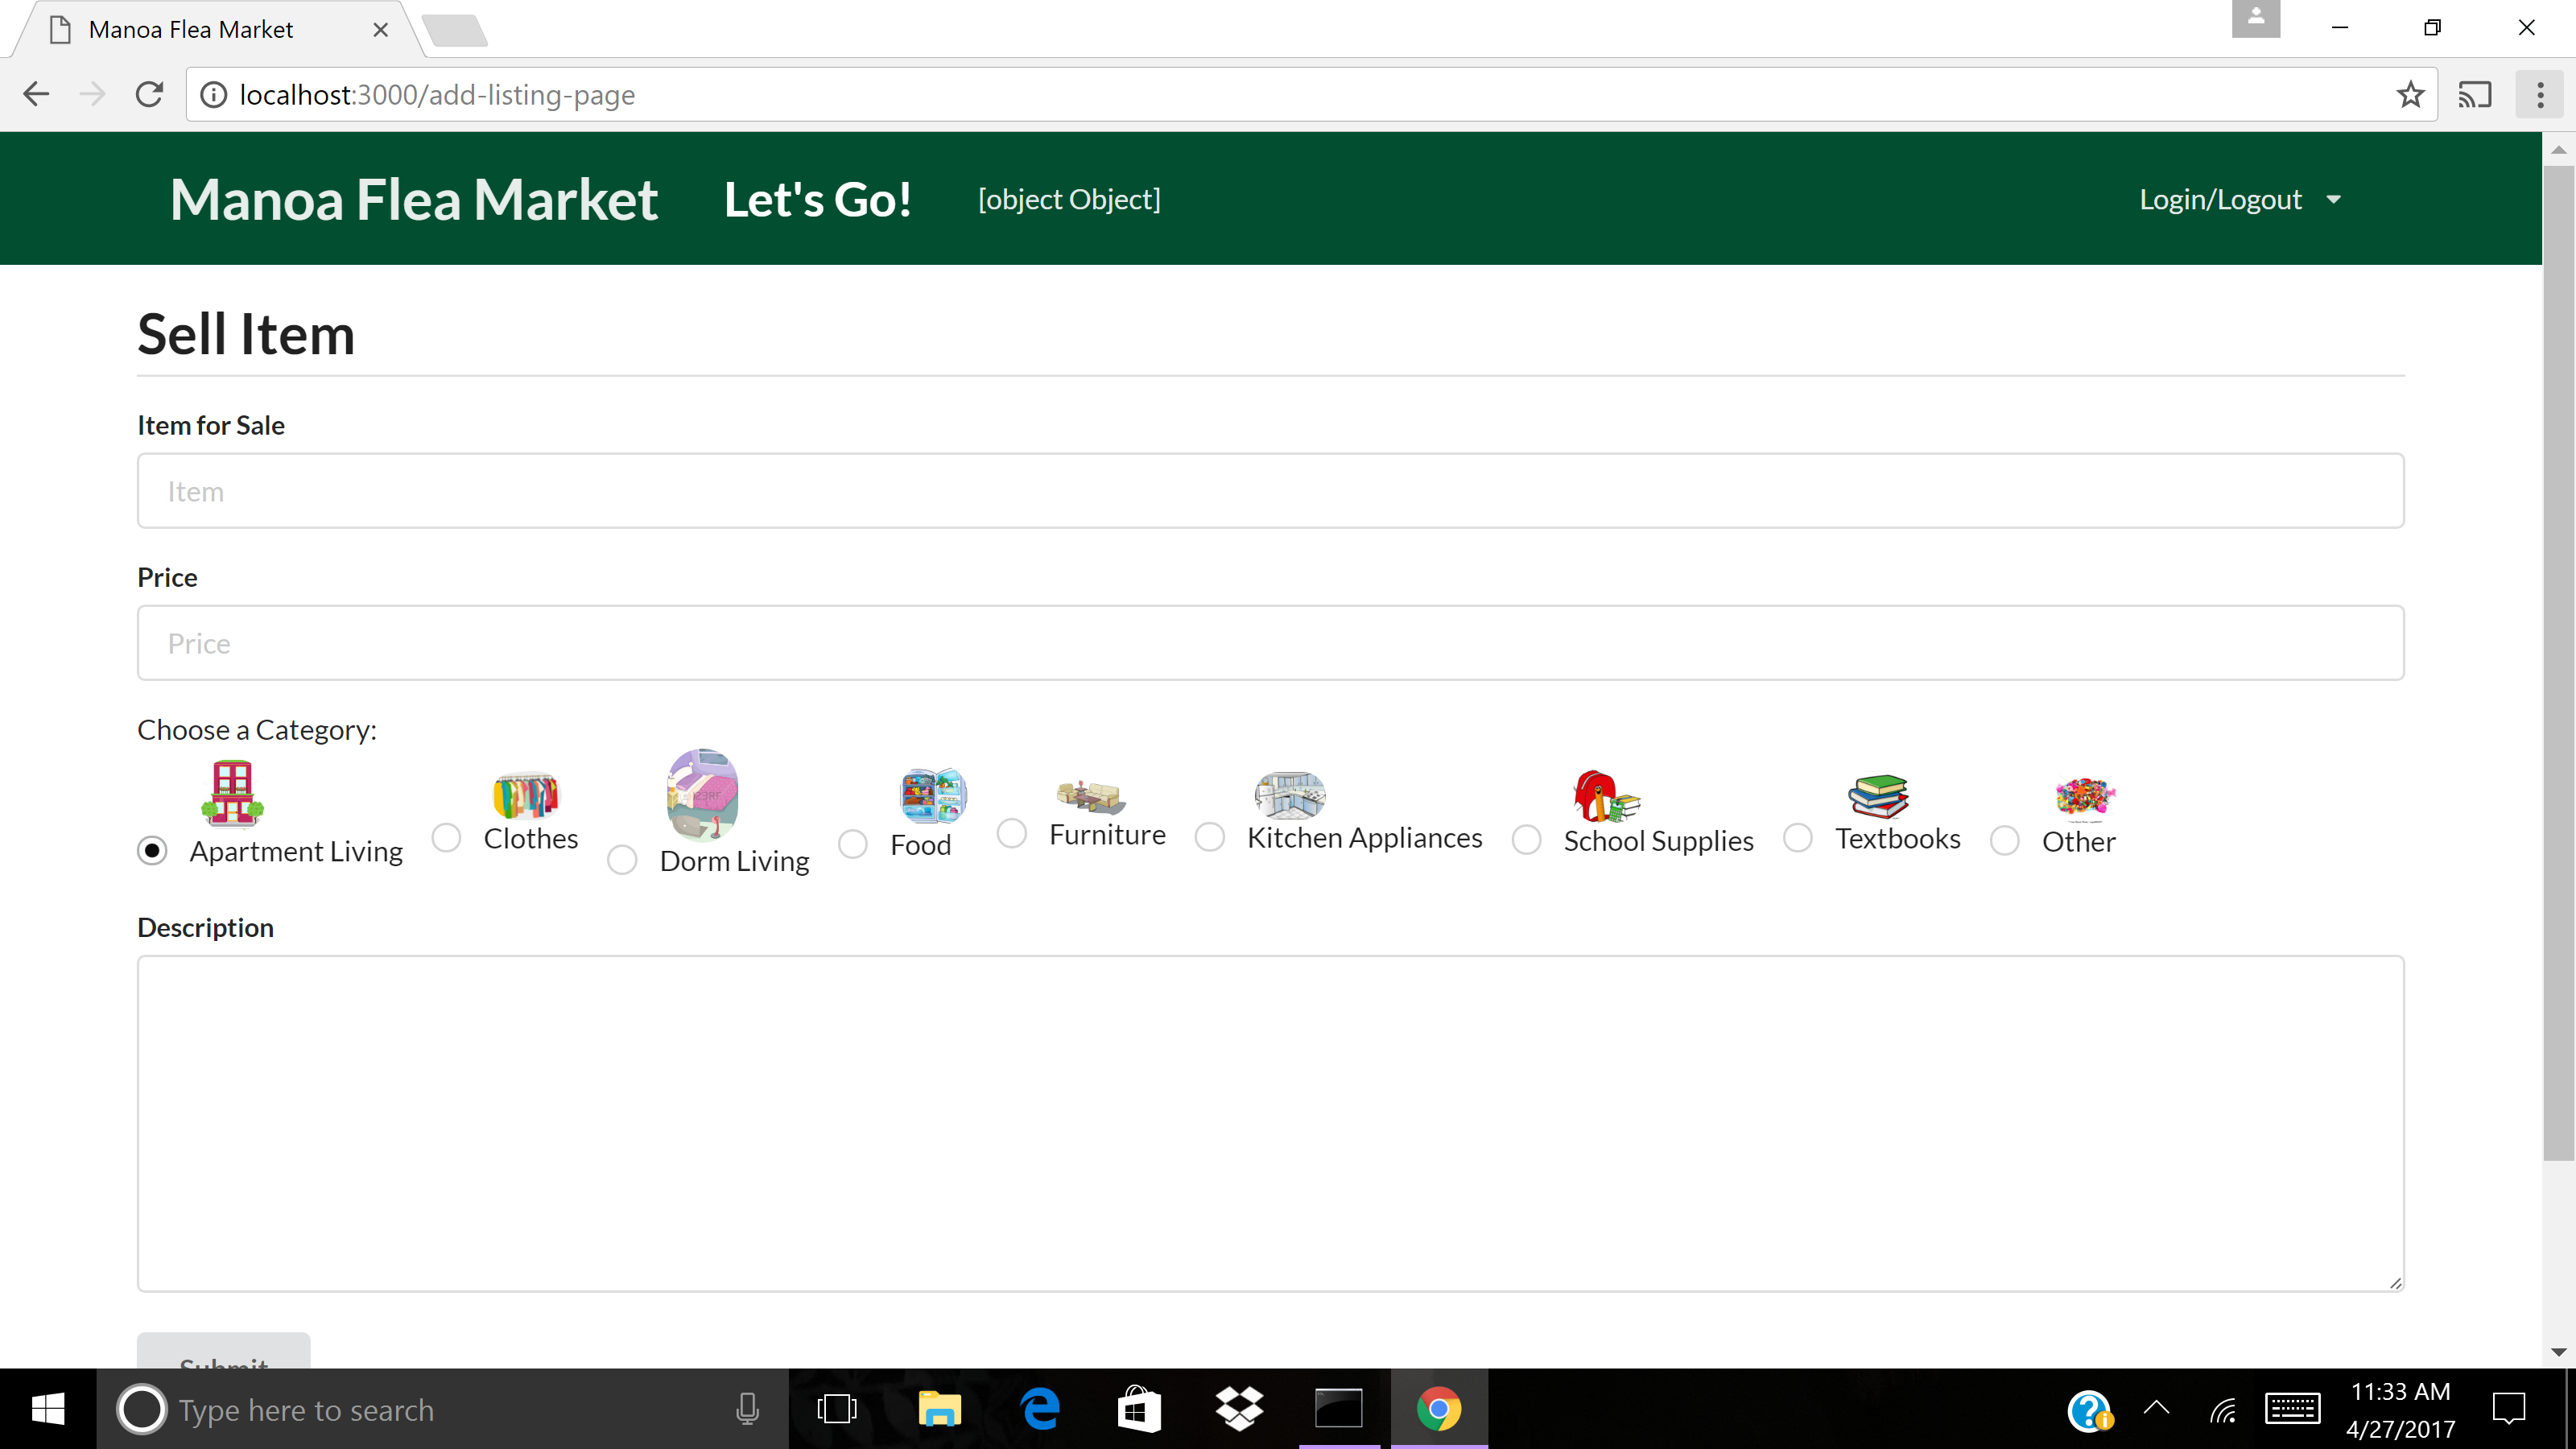 Manoa Flea Market
localhost:3000/add-listing-page
Manoa Flea Market Let's Go! [object Object] Login/Logout
Sell Item
Item for Sale
Item
Price
Price
Choose a Category:
Apartment Living Clothes Dorm Living Food Furniture Kitchen Appliances School Supplies Textbooks Other
Description
Submit
Type here to search
11:33 AM
4/27/2017